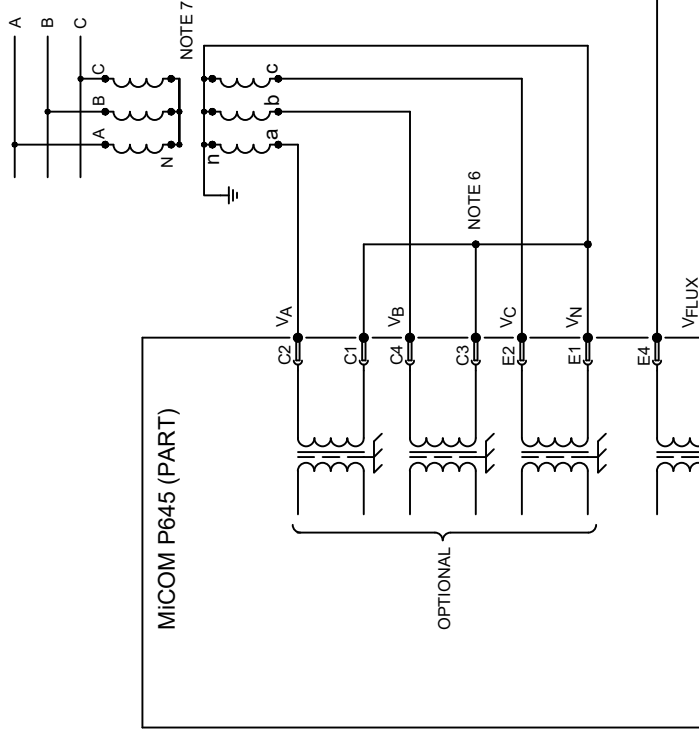 A
B
C
NOTE 7
C
B
A
N
c
b
a
n
NOTE 6
MiCOM P645 (PART)
C2
VA
C1
C4
VB
C3
E2
VC
E1
VN
E4
VFLUX
OPTIONAL